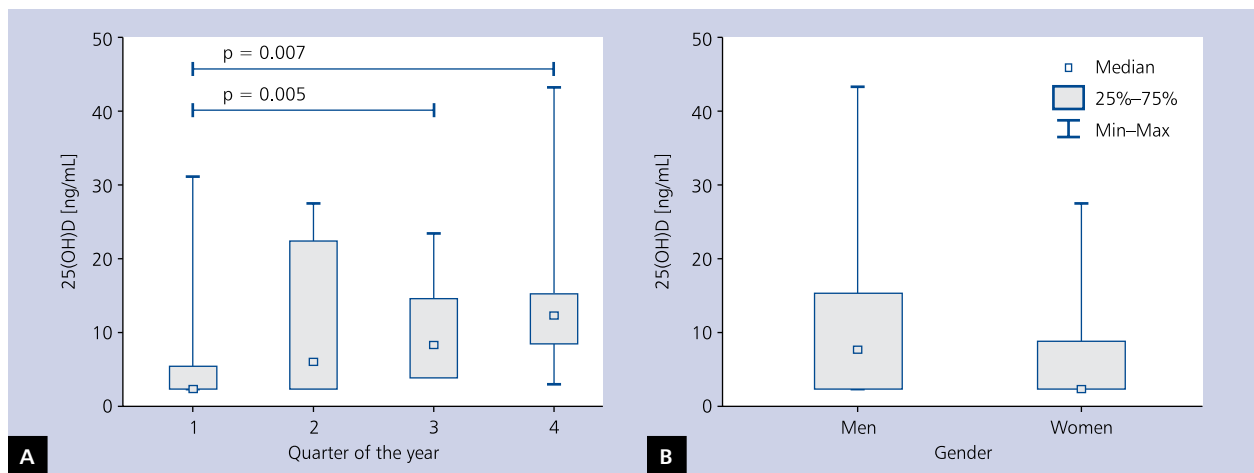 50
40
30
20
10
0
25(OH)D [ng/mL]
p = 0.007
p = 0.005
1 2 3 4
Quarter of the year
A
50
40
30
20
10
0
25(OH)D [ng/mL]
Median
25%–75%
Min–Max
Men Women
Gender
B